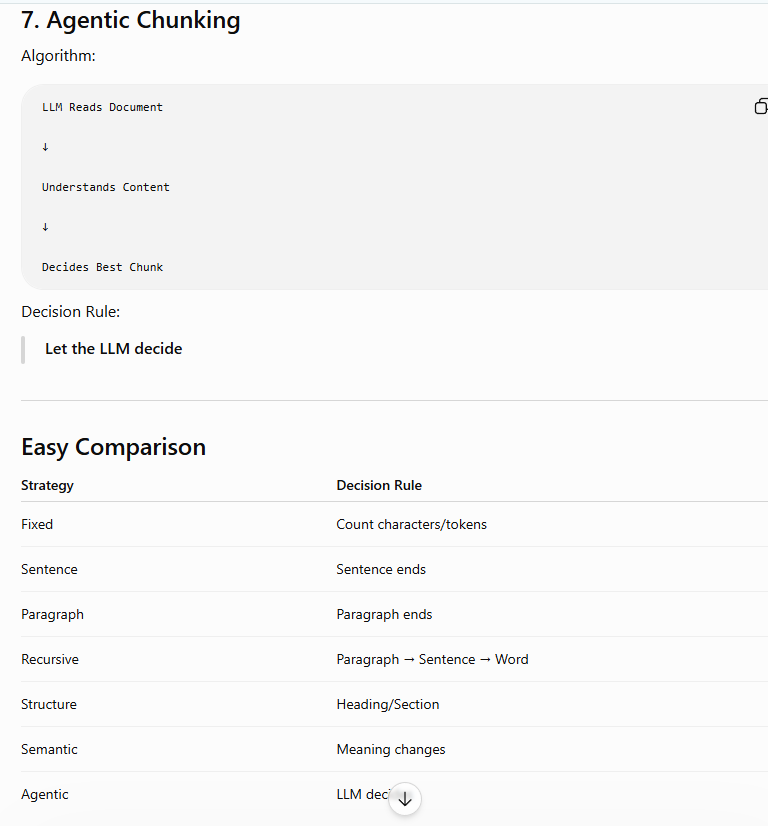 7. Agentic Chunking
Algorithm:
LLM Reads Document
↓
Understands Content
↓
Decides Best Chunk
Decision Rule:
Let the LLM decide
Easy Comparison
Strategy Decision Rule
Fixed Count characters/tokens
Sentence Sentence ends
Paragraph Paragraph ends
Recursive Paragraph → Sentence → Word
Structure Heading/Section
Semantic Meaning changes
Agentic LLM